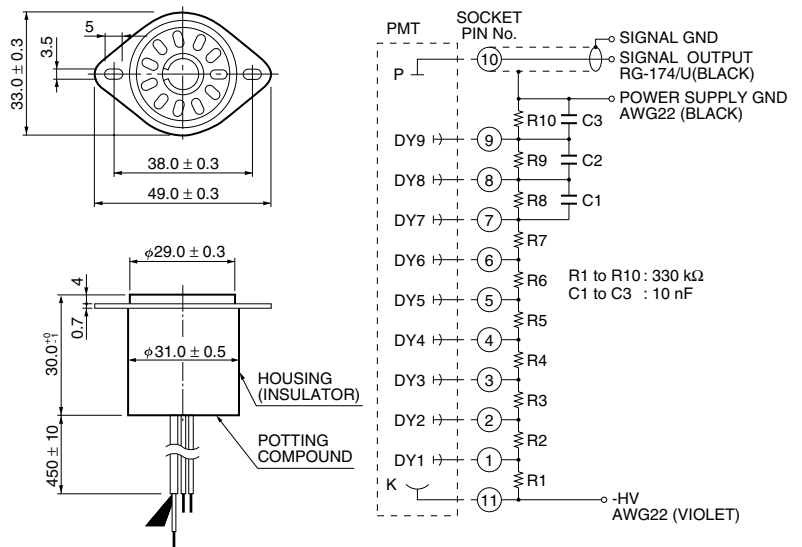 5
3.5
33.0 ± 0.3
38.0 ± 0.3
49.0 ± 0.3
φ29.0 ± 0.3
4
0.7
30.0 +0 -1
φ31.0 ± 0.5
450 ± 10
HOUSING
(INSULATOR)
POTTING
COMPOUND
PMT
SOCKET
PIN No.
SIGNAL GND
P
10
SIGNAL OUTPUT
RG-174/U(BLACK)
POWER SUPPLY GND
AWG22 (BLACK)
R10 C3
DY9 9
R9 C2
DY8 8
R8 C1
DY7 7
R7
DY6 6
R6
DY5 5
R5
DY4 4
R4
DY3 3
R3
DY2 2
R2
DY1 1
R1
K
11
-HV
AWG22 (VIOLET)
R1 to R10 : 330 kΩ
C1 to C3 : 10 nF